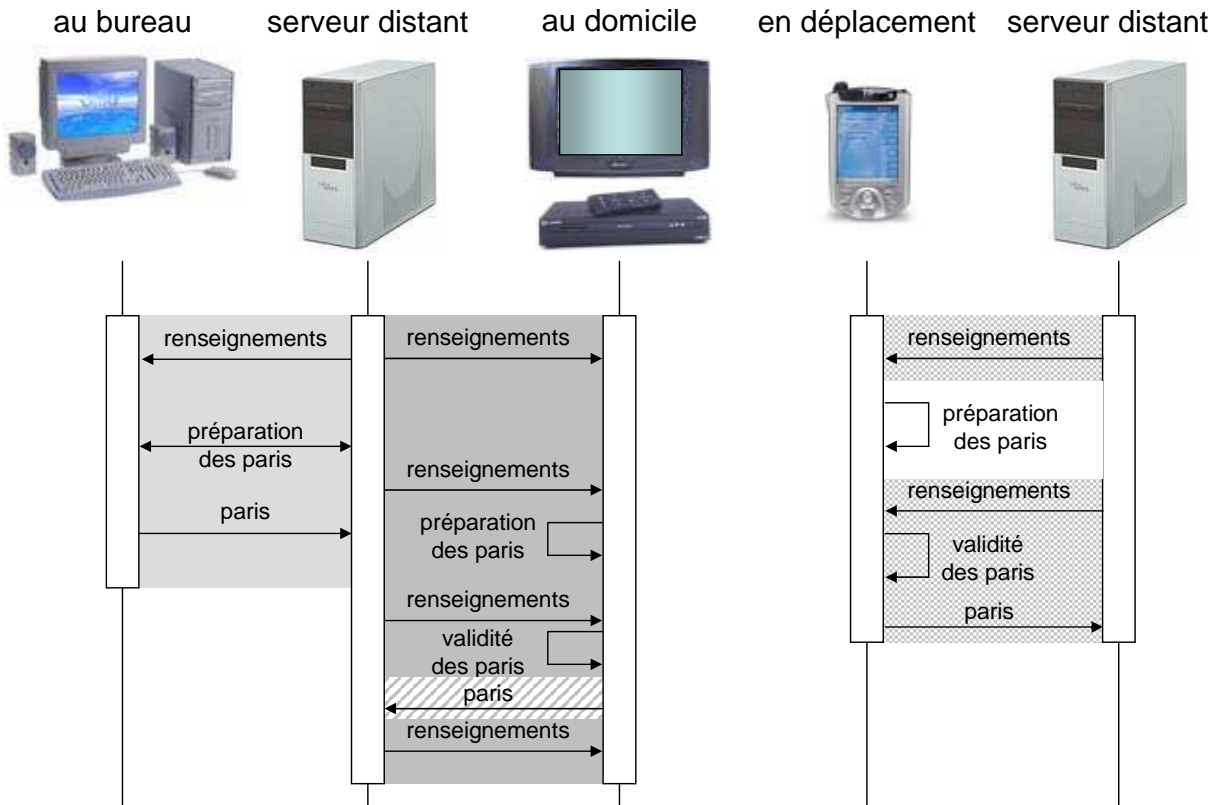 au bureau
serveur distant
au domicile
en déplacement
serveur distant
renseignements
renseignements
préparation
des paris
renseignements
paris
préparation
des paris
renseignements
validité
des paris
paris
renseignements
renseignements
préparation
des paris
renseignements
validité
des paris
paris